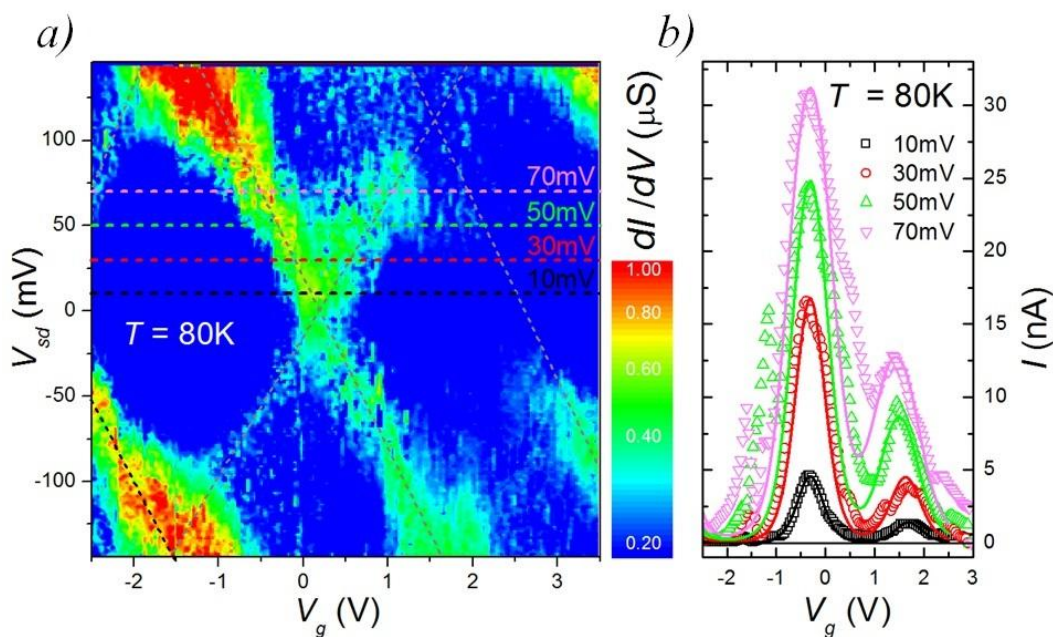 a)
b)
100
50
0
-50
-100
V_sd (mV)
70mV
50mV
30mV
10mV
T = 80K
-2
-1
0
1
2
3
V_g (V)
dI/dV (μS)
1.00
0.80
0.60
0.40
0.20
T = 80K
10mV
30mV
50mV
70mV
30
25
20
15
10
5
0
I (nA)
-2
-1
0
1
2
3
V_g (V)